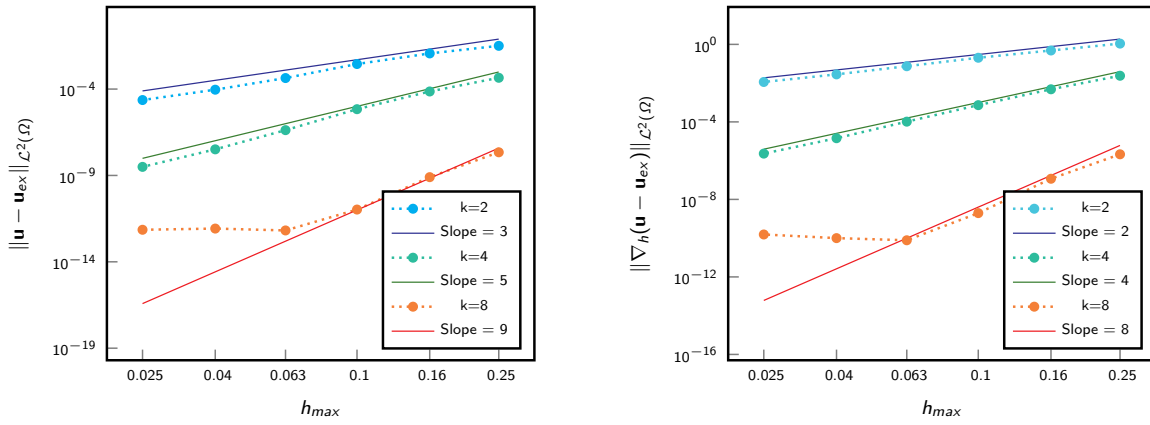 10^{-4}
10^{-9}
10^{-14}
10^{-19}
||u − u_{ex}||_{𝓛²(Ω)}
0.025 0.04 0.063 0.1 0.16 0.25
h_{max}
k=2
Slope = 3
k=4
Slope = 5
k=8
Slope = 9
10^{0}
10^{-4}
10^{-8}
10^{-12}
10^{-16}
||∇_h(u − u_{ex})||_{𝓛²(Ω)}
0.025 0.04 0.063 0.1 0.16 0.25
h_{max}
k=2
Slope = 2
k=4
Slope = 4
k=8
Slope = 8